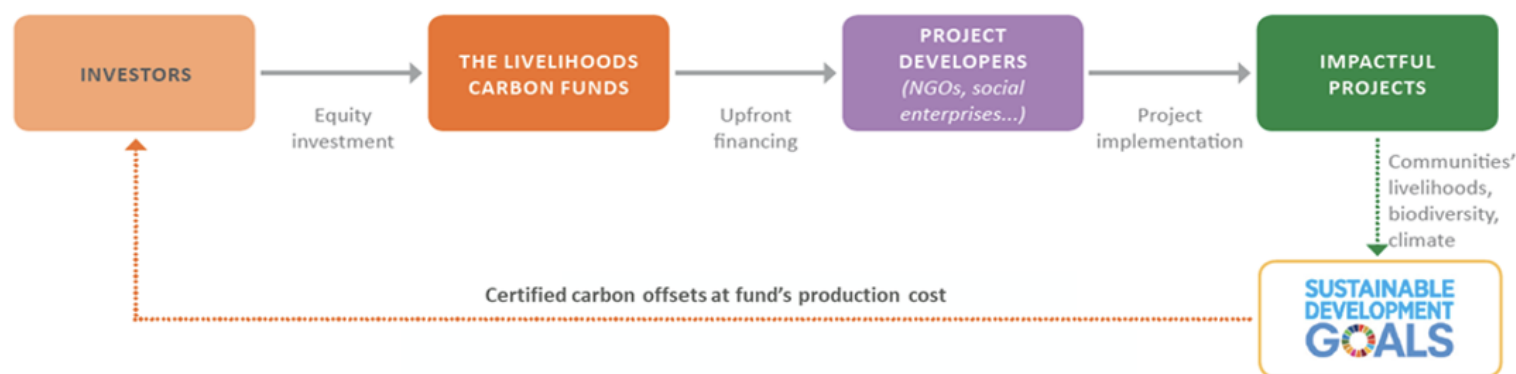 INVESTORS
Equity
investment
THE LIVELIHOODS
CARBON FUNDS
Upfront
financing
PROJECT
DEVELOPERS
(NGOs, social
enterprises...)
Project
implementation
IMPACTFUL
PROJECTS
Communities’
livelihoods,
biodiversity,
climate
SUSTAINABLE
DEVELOPMENT
GOALS
Certified carbon offsets at fund’s production cost